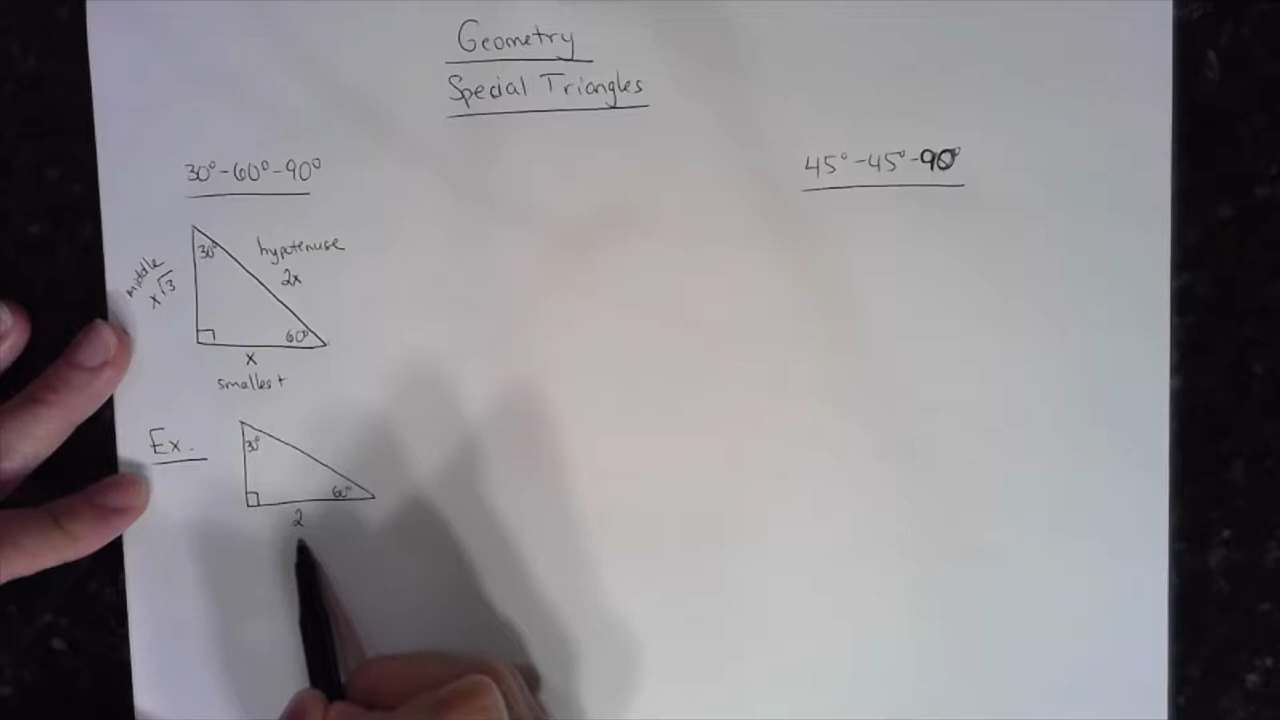 Geometry
Special Triangles
30°-60°-90°
45°-45°-90°
30°
hypotenuse
2x
middle
x√3
60°
x
smallest
Ex.
30°
60°
2